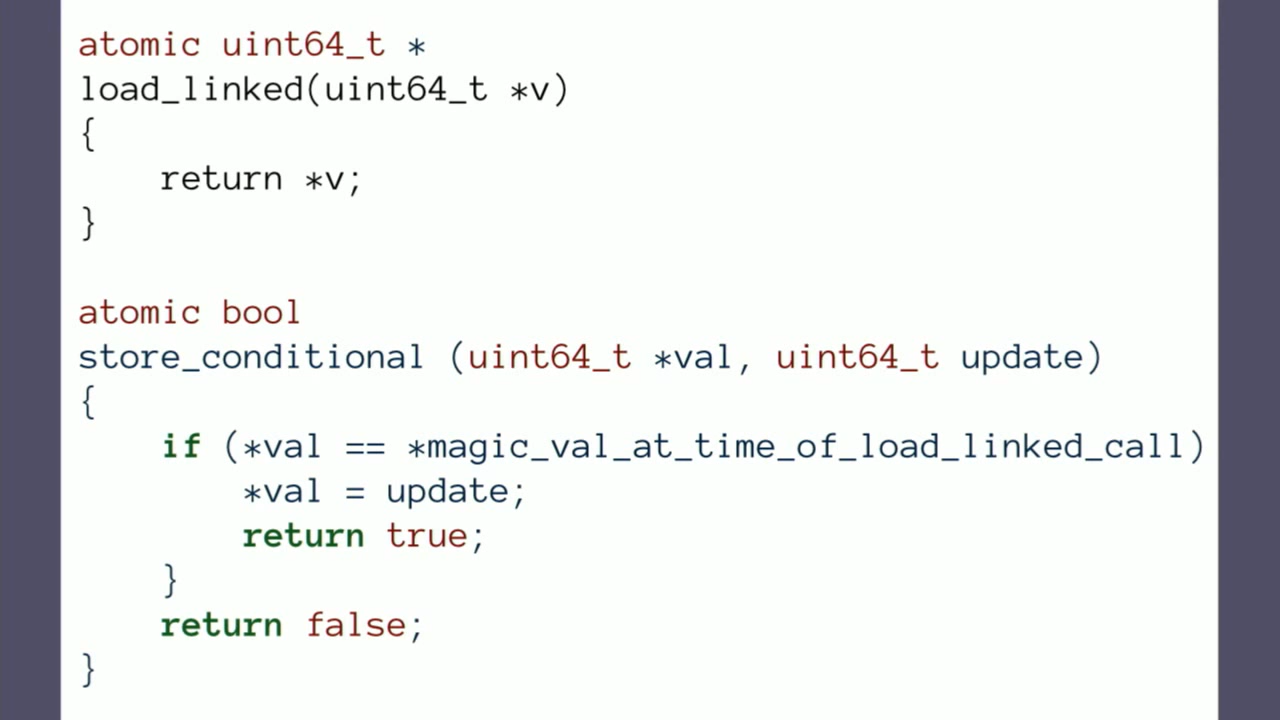 atomic uint64_t *
load_linked(uint64_t *v)
{
    return *v;
}

atomic bool
store_conditional (uint64_t *val, uint64_t update)
{
    if (*val == *magic_val_at_time_of_load_linked_call)
        *val = update;
        return true;
    }
    return false;
}